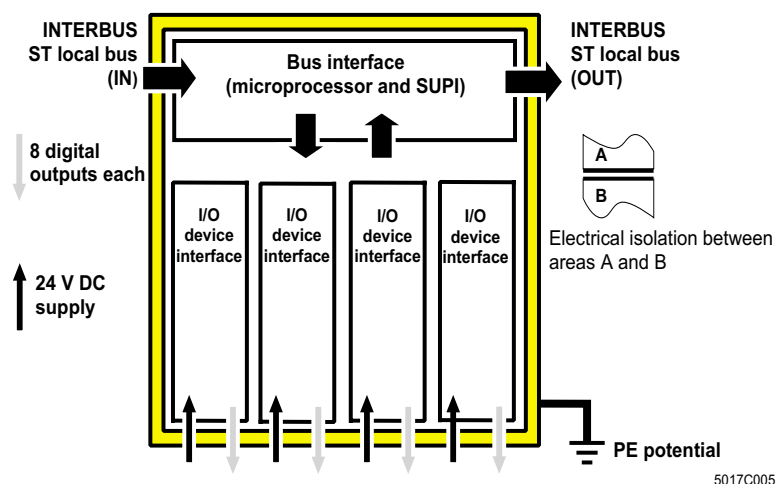 INTERBUS
ST local bus
(IN)
Bus interface
(microprocessor and SUPI)
INTERBUS
ST local bus
(OUT)
8 digital
outputs each
24 V DC
supply
I/O
device
interface
I/O
device
interface
I/O
device
interface
I/O
device
interface
A
B
Electrical isolation between
areas A and B
PE potential
5017C005